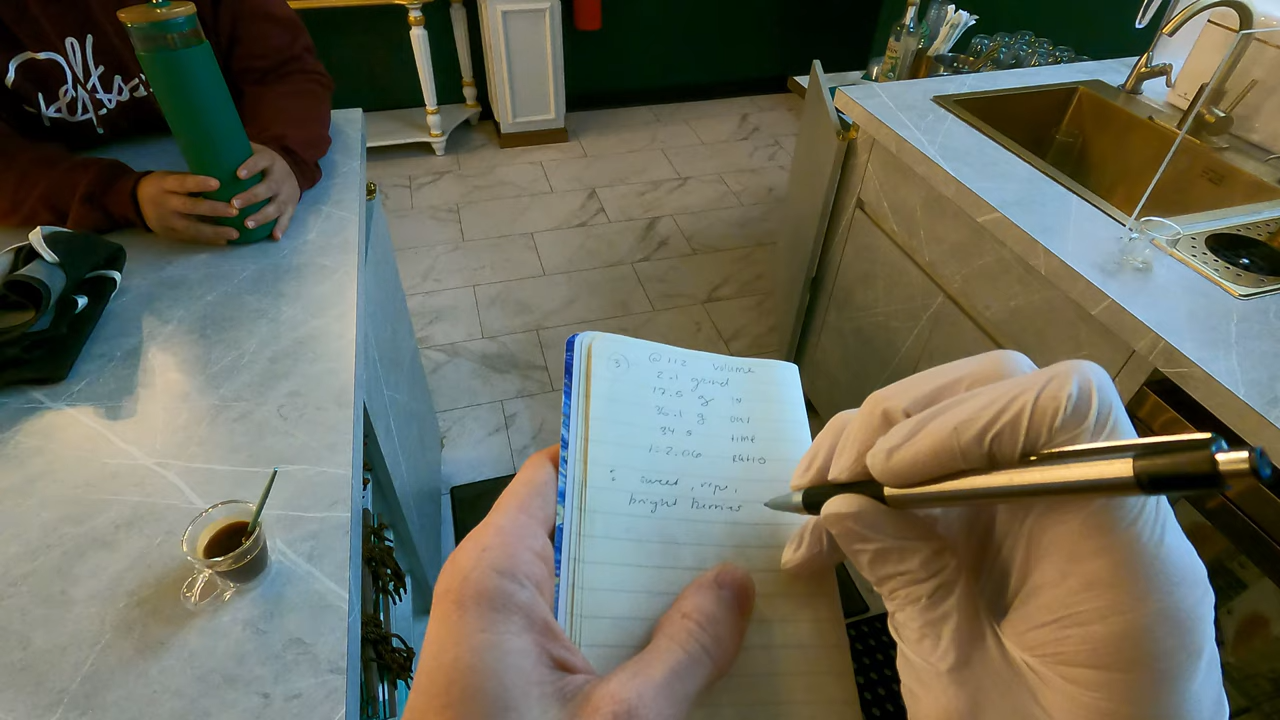 3) @ 112 volume
2.1 grind
17.5 g in
36.1 g out
34 s time
1:2.06 ratio
: sweet, ripe,
bright berries